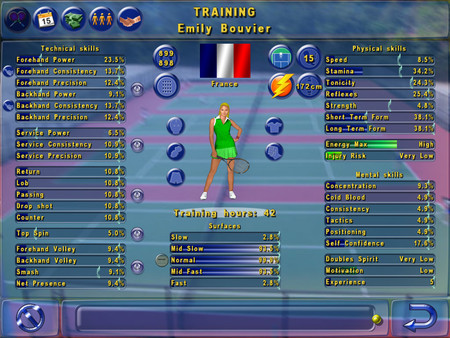 TRAINING
Emily Bouvier
15
899
898
France
15
172cm
Technical skills
Forehand Power 23.5%
Forehand Consistency 13.7%
Forehand Precision 12.4%
Backhand Power 9.1%
Backhand Consistency 13.7%
Backhand Precision 12.4%
Service Power 6.5%
Service Consistency 10.9%
Service Precision 10.9%
Return 10.8%
Lob 10.8%
Passing 10.8%
Drop shot 10.8%
Counter 10.8%
Top Spin 5.0%
Forehand Volley 9.4%
Backhand Volley 9.4%
Smash 9.1%
Net Presence 9.4%
Training hours: 42
Surfaces
Slow 2.8%
Mid-Slow
Normal
Mid-Fast
Fast 2.8%
Physical skills
Speed 8.5%
Stamina 34.2%
Tonicity 24.3%
Reflexes 25.4%
Strength 4.8%
Short Term Form 38.1%
Long Term Form 38.1%
Energy Max High
Injury Risk Very Low
Mental skills
Concentration 9.3%
Cold Blood 4.9%
Consistency 4.9%
Tactics 4.9%
Positioning 4.9%
Self Confidence 17.6%
Doubles Spirit Very Low
Motivation Low
Experience 5